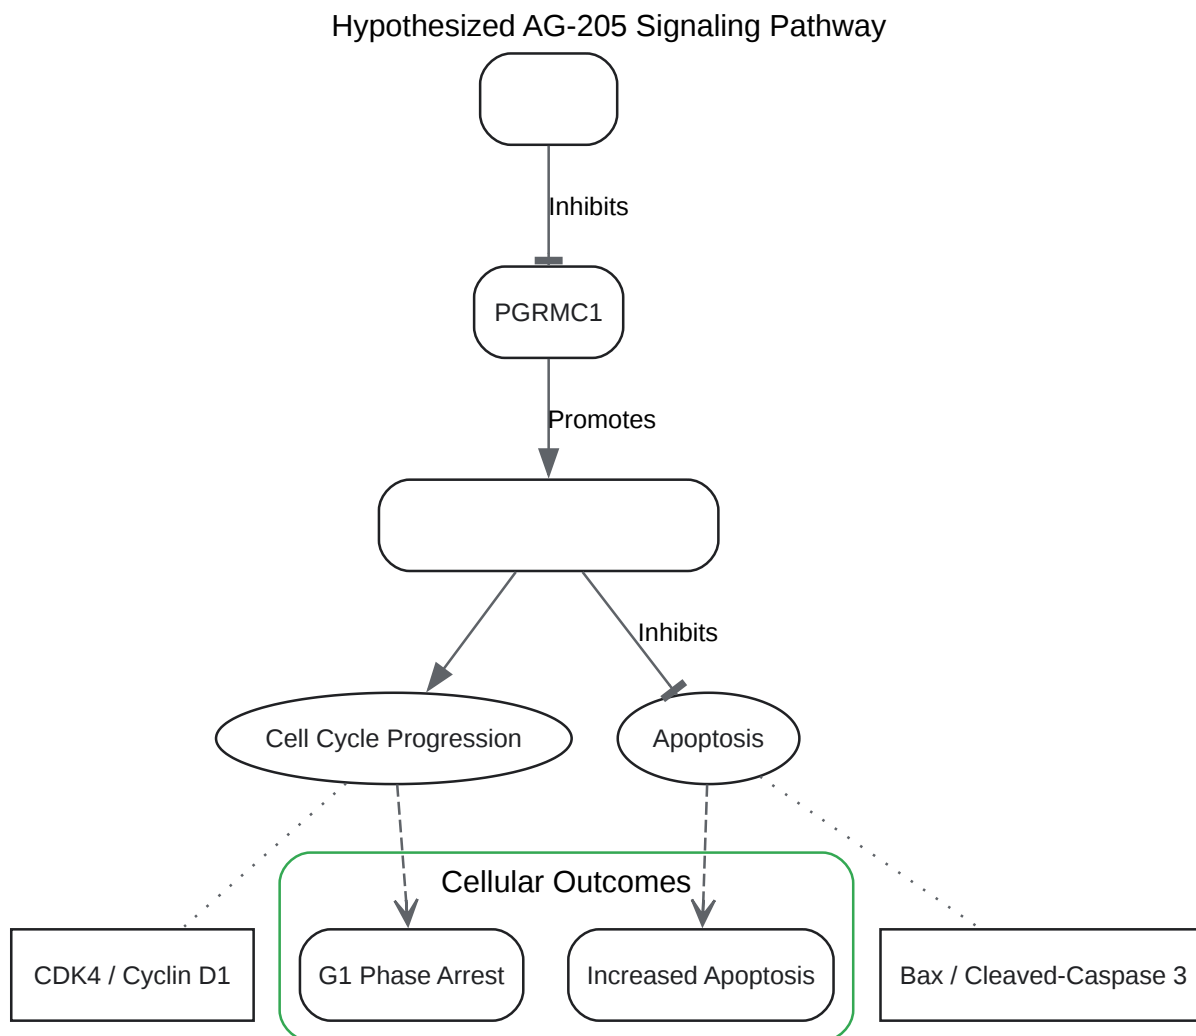 Hypothesized AG-205 Signaling Pathway
Inhibits
PGRMC1
Promotes
Inhibits
Cell Cycle Progression
Apoptosis
Cellular Outcomes
CDK4 / Cyclin D1
G1 Phase Arrest
Increased Apoptosis
Bax / Cleaved-Caspase 3